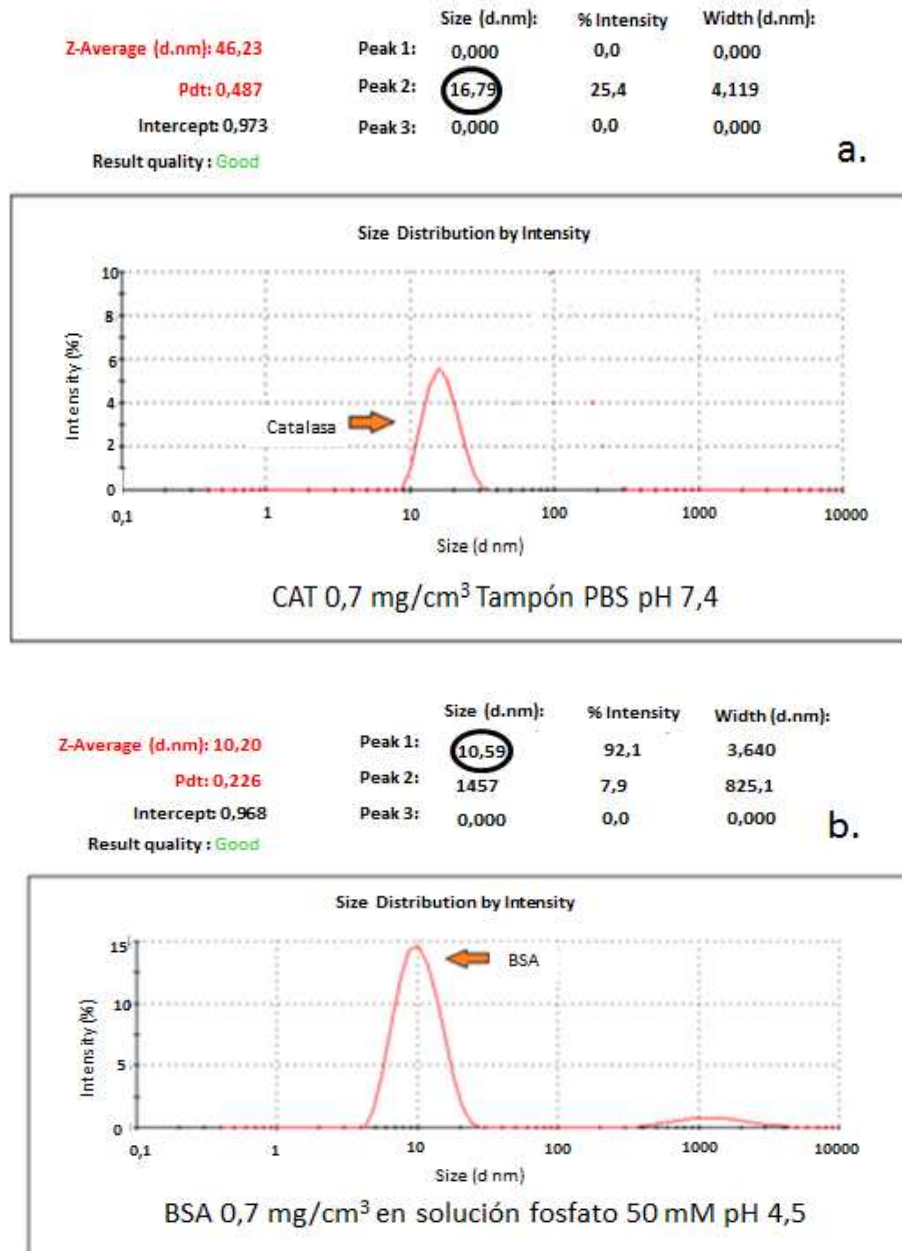 Size (d.nm): % Intensity Width (d.nm):
Z-Average (d.nm): 46,23 Peak 1: 0,000 0,0 0,000
Pdt: 0,487 Peak 2: 16,79 25,4 4,119
Intercept: 0,973 Peak 3: 0,000 0,0 0,000
Result quality : Good
a.
Size Distribution by Intensity
Intensity (%)
10
8
6
4
2
0
Catalasa
0,1 1 10 100 1000 10000
Size (d nm)
CAT 0,7 mg/cm³ Tampón PBS pH 7,4
Size (d.nm): % Intensity Width (d.nm):
Z-Average (d.nm): 10,20 Peak 1: 10,59 92,1 3,640
Pdt: 0,226 Peak 2: 1457 7,9 825,1
Intercept: 0,968 Peak 3: 0,000 0,0 0,000
Result quality : Good
b.
Size Distribution by Intensity
Intensity (%)
15
10
5
0
BSA
0,1 1 10 100 1000 10000
Size (d nm)
BSA 0,7 mg/cm³ en solución fosfato 50 mM pH 4,5